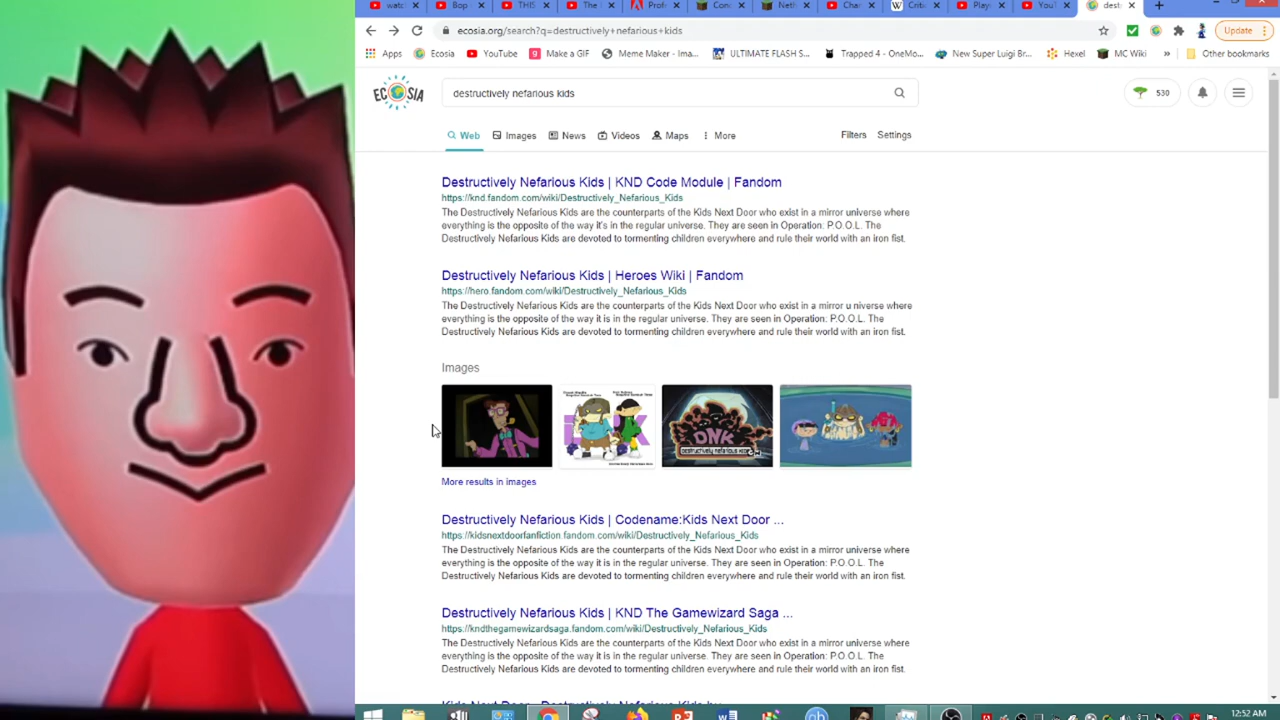 watc
Bop
THIS
The
Prof
Con
Neth
Cha
Crit
Play
YouT
dest
ecosia.org/search?q=destructively+nefarious+kids
Update
Apps Ecosia YouTube Make a GIF Meme Maker - Ima... ULTIMATE FLASH S... Trapped 4 - OneMo... New Super Luigi Br... Hexel MC Wiki » Other bookmarks
ECOSIA
destructively nefarious kids
530
Web Images News Videos Maps More Filters Settings
Destructively Nefarious Kids | KND Code Module | Fandom
https://knd.fandom.com/wiki/Destructively_Nefarious_Kids
The Destructively Nefarious Kids are the counterparts of the Kids Next Door who exist in a mirror universe where
everything is the opposite of the way it's in the regular universe. They are seen in Operation: P.O.O.L. The
Destructively Nefarious Kids are devoted to tormenting children everywhere and rule their world with an iron fist.
Destructively Nefarious Kids | Heroes Wiki | Fandom
https://hero.fandom.com/wiki/Destructively_Nefarious_Kids
The Destructively Nefarious Kids are the counterparts of the Kids Next Door who exist in a mirror u niverse where
everything is the opposite of the way it is in the regular universe. They are seen in Operation: P.O.O.L. The
Destructively Nefarious Kids are devoted to tormenting children everywhere and rule their world with an iron fist.
Images
DNK
More results in images
Destructively Nefarious Kids | Codename:Kids Next Door ...
https://kidsnextdoorfanfiction.fandom.com/wiki/Destructively_Nefarious_Kids
The Destructively Nefarious Kids are the counterparts of the Kids Next Door who exist in a mirror universe where
everything is the opposite of the way it is in the regular universe. They are seen in Operation: P.O.O.L. The
Destructively Nefarious Kids are devoted to tormenting children everywhere and rule their world with an iron fist.
Destructively Nefarious Kids | KND The Gamewizard Saga ...
https://kndthegamewizardsaga.fandom.com/wiki/Destructively_Nefarious_Kids
The Destructively Nefarious Kids are the counterparts of the Kids Next Door who exist in a mirror universe where
everything is the opposite of the way it is in the regular universe. They are seen in Operation: P.O.O.L. The
Destructively Nefarious Kids are devoted to tormenting children everywhere and rule their world with an iron fist.
12:52 AM